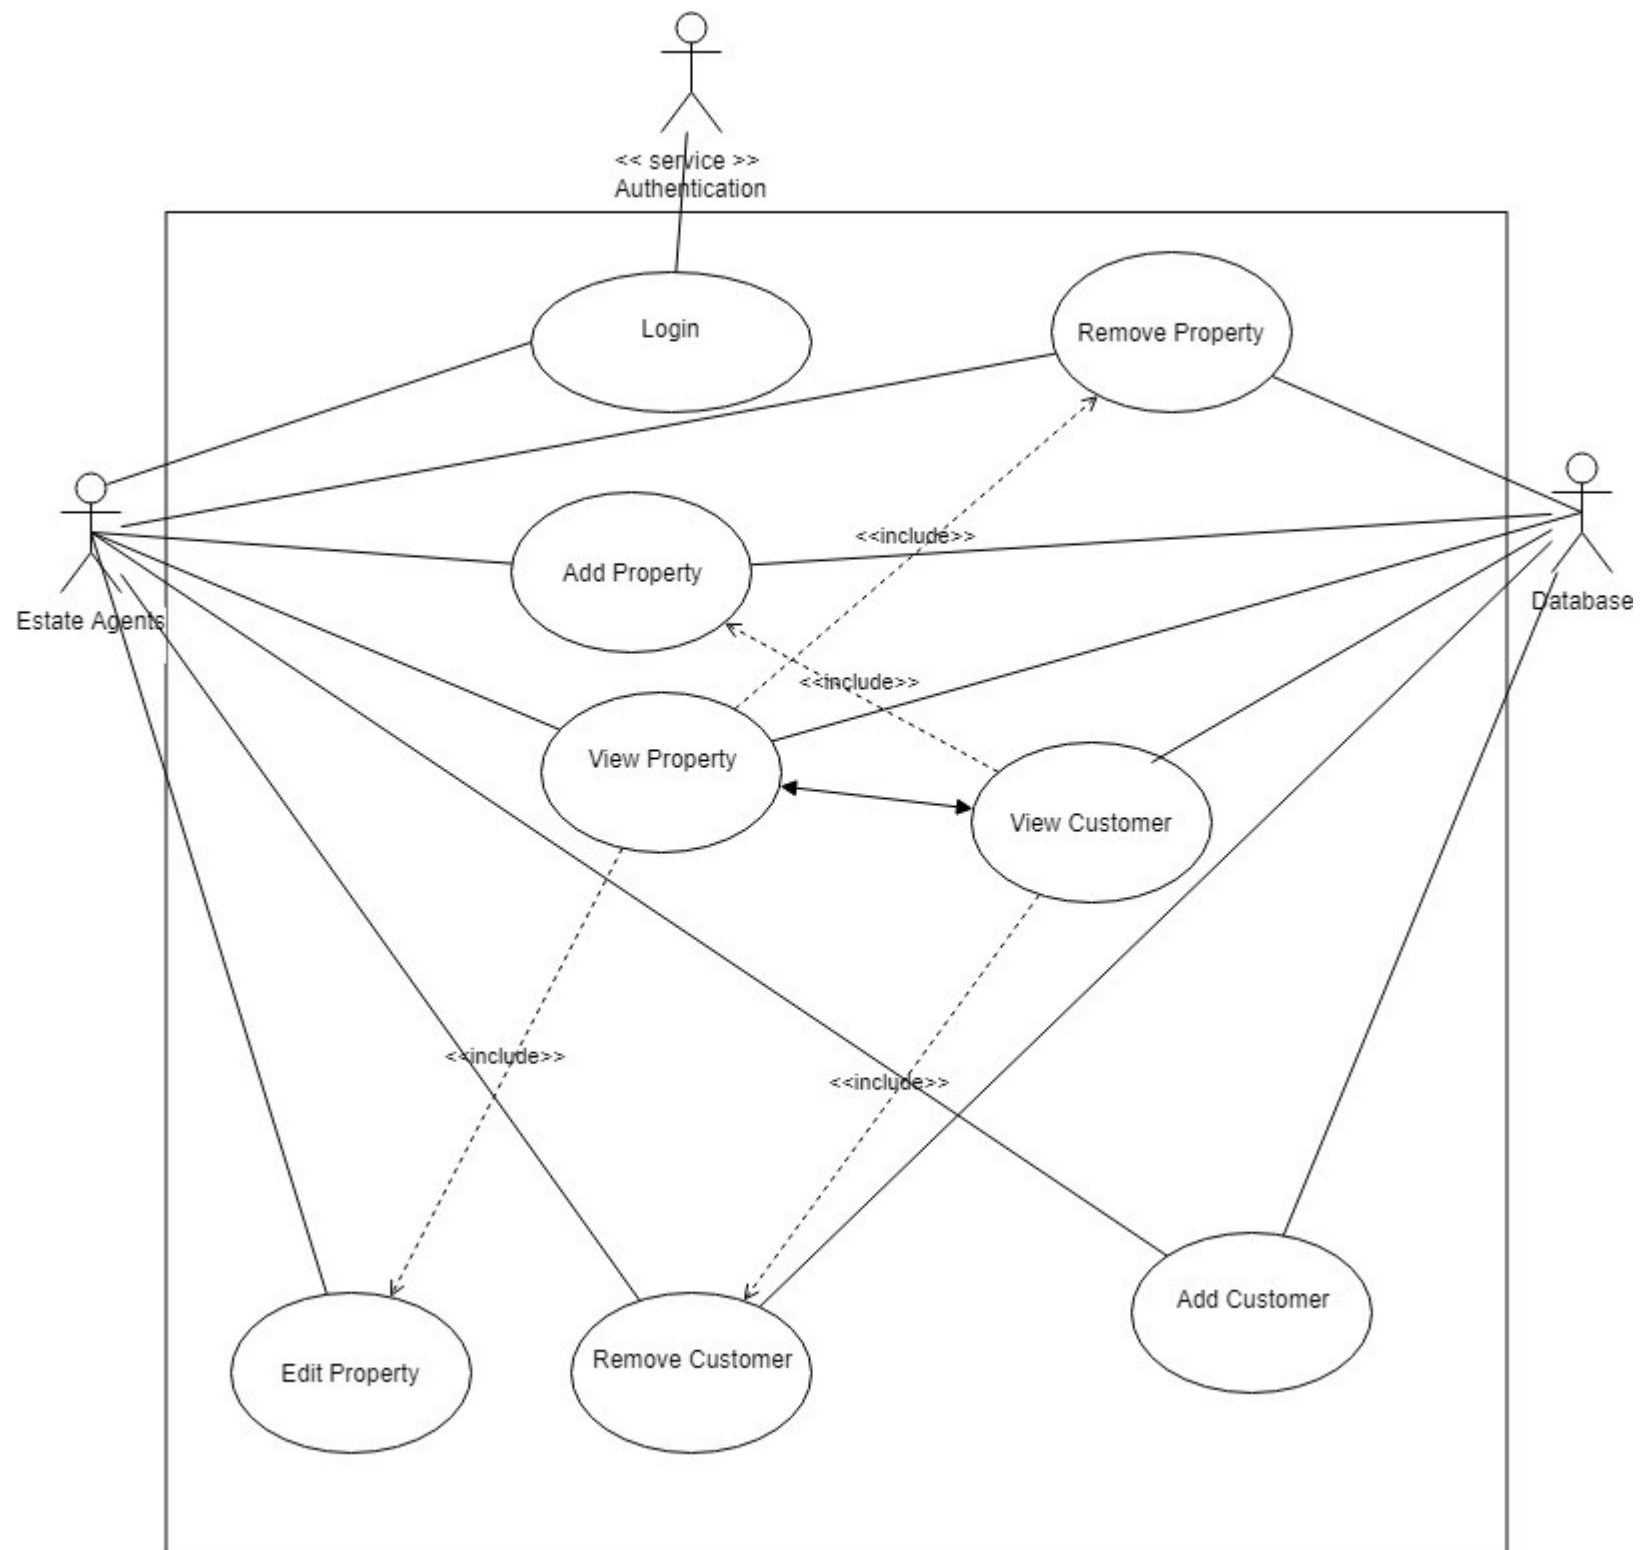 << service >>
Authentication
Login
Remove Property
<<include>>
Add Property
Estate Agents
Database
<<include>>
View Property
View Customer
<<include>>
<<include>>
Add Customer
Edit Property
Remove Customer